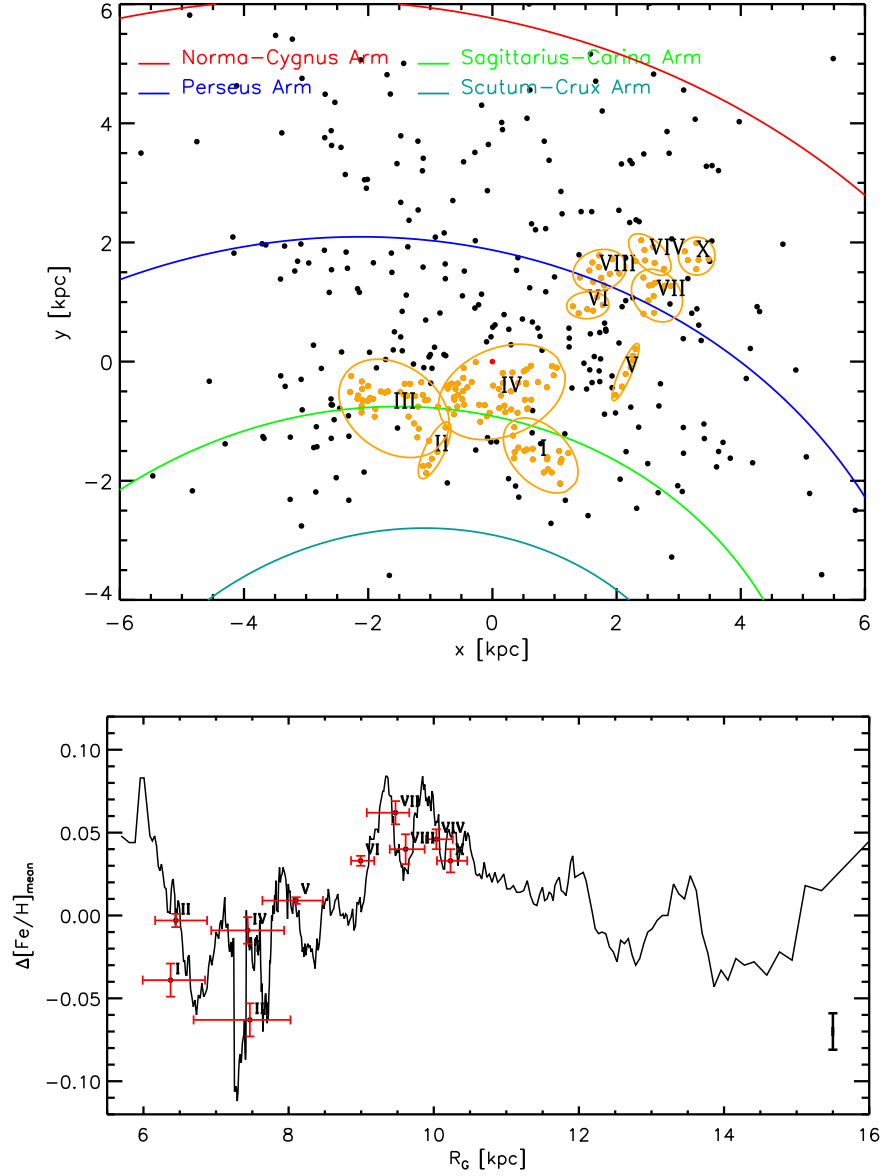 6
Norma-Cygnus Arm
Sagittarius-Carina Arm
Perseus Arm
Scutum-Crux Arm
4
2
0
-2
-4
y [kpc]
VIII
VIV
X
VI
VII
V
III
IV
II
I
-6
-4
-2
0
2
4
6
x [kpc]
0.10
0.05
0.00
-0.05
-0.10
Δ[Fe/H]mean
VII
VI
VIII
VIV
X
V
II
IV
I
III
6
8
10
12
14
16
RG [kpc]